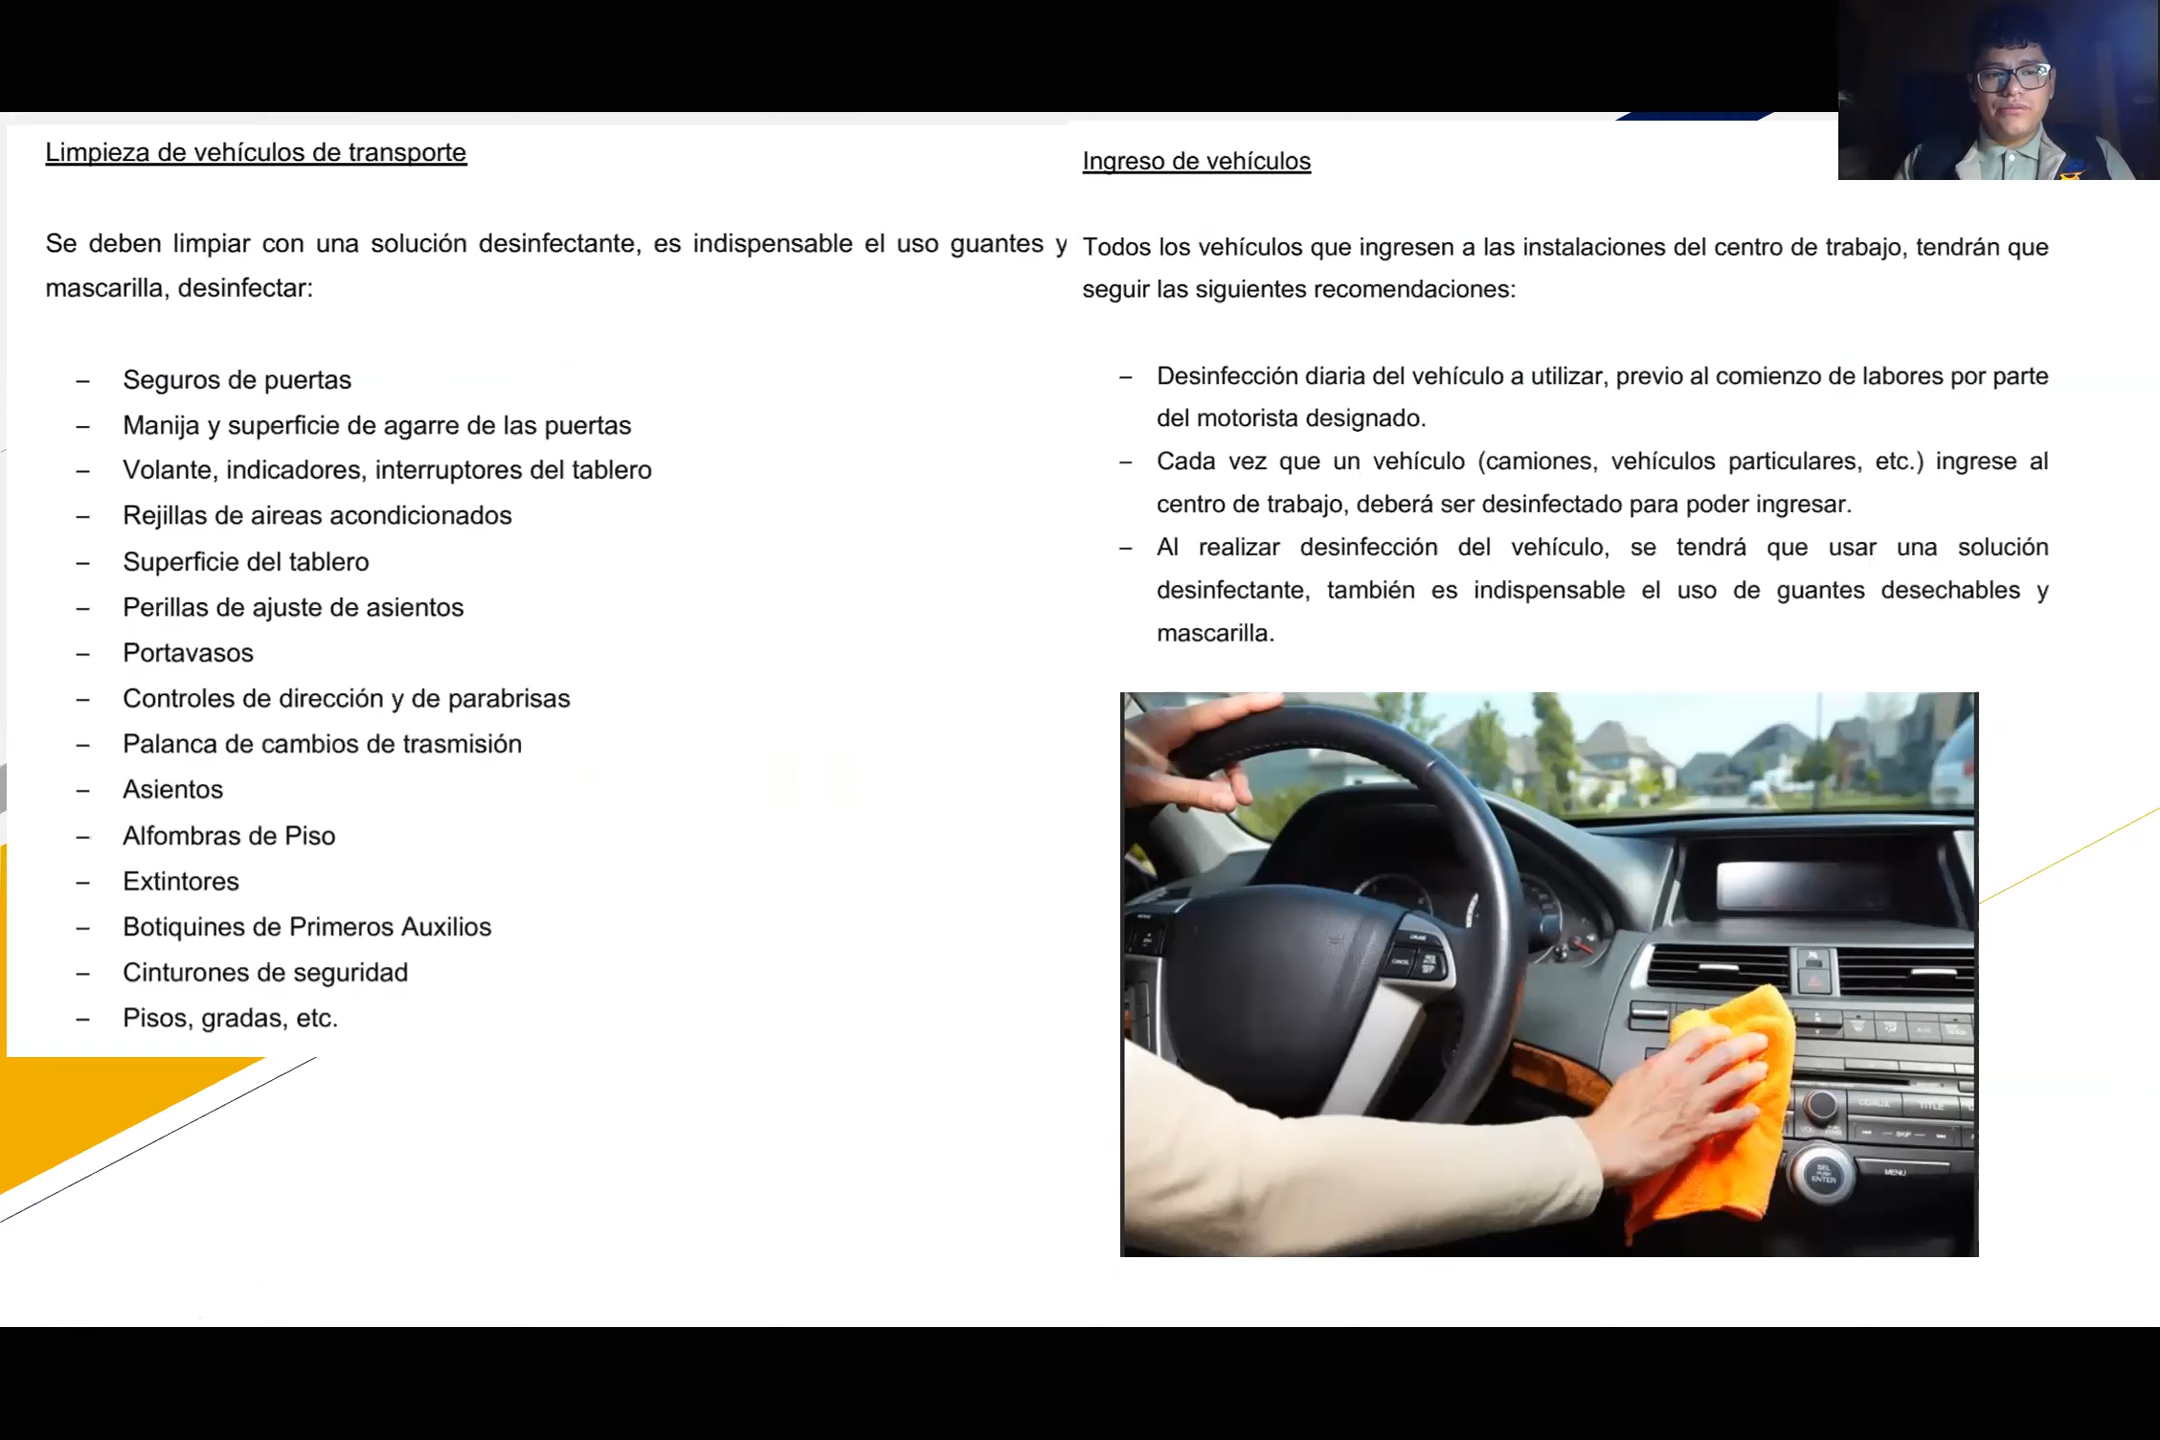 Limpieza de vehículos de transporte
Se deben limpiar con una solución desinfectante, es indispensable el uso guantes y
mascarilla, desinfectar:
– Seguros de puertas
– Manija y superficie de agarre de las puertas
– Volante, indicadores, interruptores del tablero
– Rejillas de aireas acondicionados
– Superficie del tablero
– Perillas de ajuste de asientos
– Portavasos
– Controles de dirección y de parabrisas
– Palanca de cambios de trasmisión
– Asientos
– Alfombras de Piso
– Extintores
– Botiquines de Primeros Auxilios
– Cinturones de seguridad
– Pisos, gradas, etc.
Ingreso de vehículos
Todos los vehículos que ingresen a las instalaciones del centro de trabajo, tendrán que
seguir las siguientes recomendaciones:
– Desinfección diaria del vehículo a utilizar, previo al comienzo de labores por parte
del motorista designado.
– Cada vez que un vehículo (camiones, vehículos particulares, etc.) ingrese al
centro de trabajo, deberá ser desinfectado para poder ingresar.
– Al realizar desinfección del vehículo, se tendrá que usar una solución
desinfectante, también es indispensable el uso de guantes desechables y
mascarilla.
CANCEL
TITLE
SKIP
MENU
SEL
PUSH
ENTER